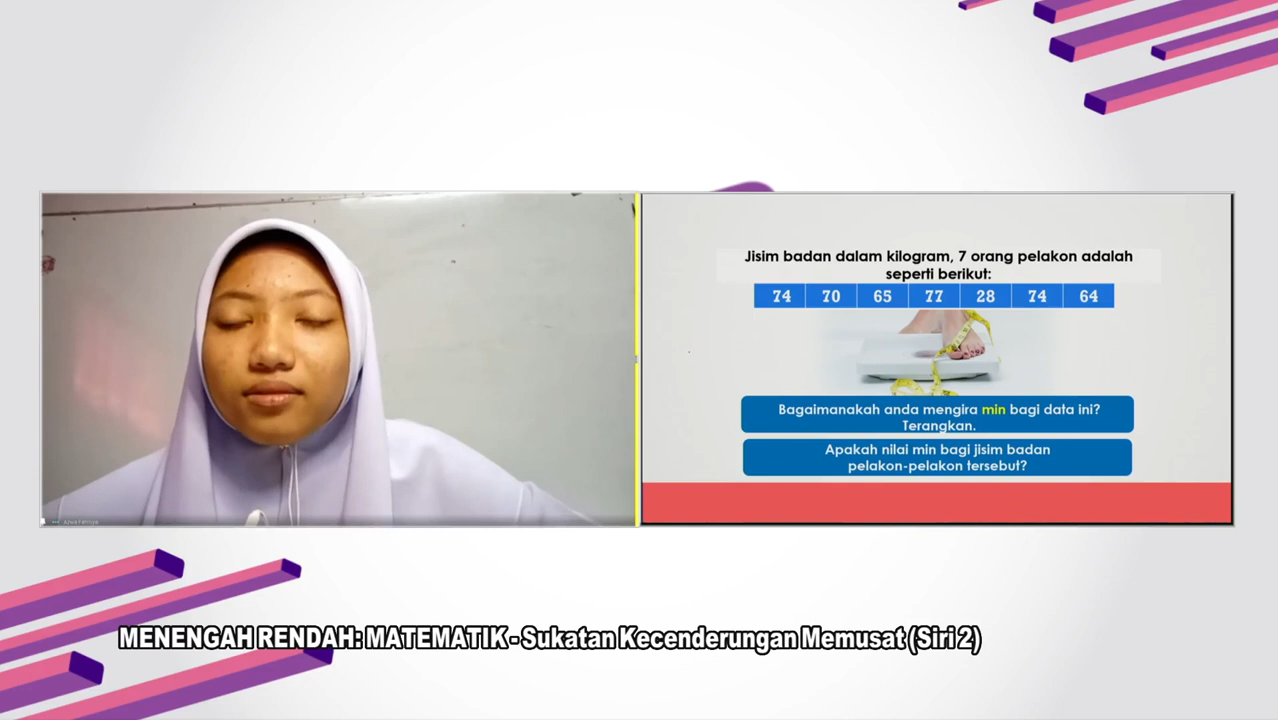 Jisim badan dalam kilogram, 7 orang pelakon adalah
seperti berikut:
74 70 65 77 28 74 64
Bagaimanakah anda mengira min bagi data ini?
Terangkan.
Apakah nilai min bagi jisim badan
pelakon-pelakon tersebut?
MENENGAH RENDAH: MATEMATIK - Sukatan Kecenderungan Memusat (Siri 2)